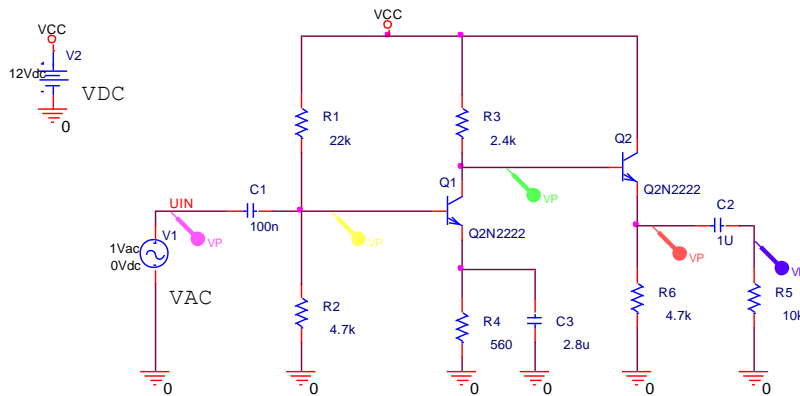 VCC
V2
12Vdc
VDC
0
VCC
R1
22k
R3
2.4k
Q2
Q2N2222
Q1
Q2N2222
VP
C1
100n
UIN
VP
VP
V1
1Vac
0Vdc
VAC
C2
1U
VP
R2
4.7k
R4
560
C3
2.8u
R6
4.7k
R5
10k
0
0
0
0
0
0